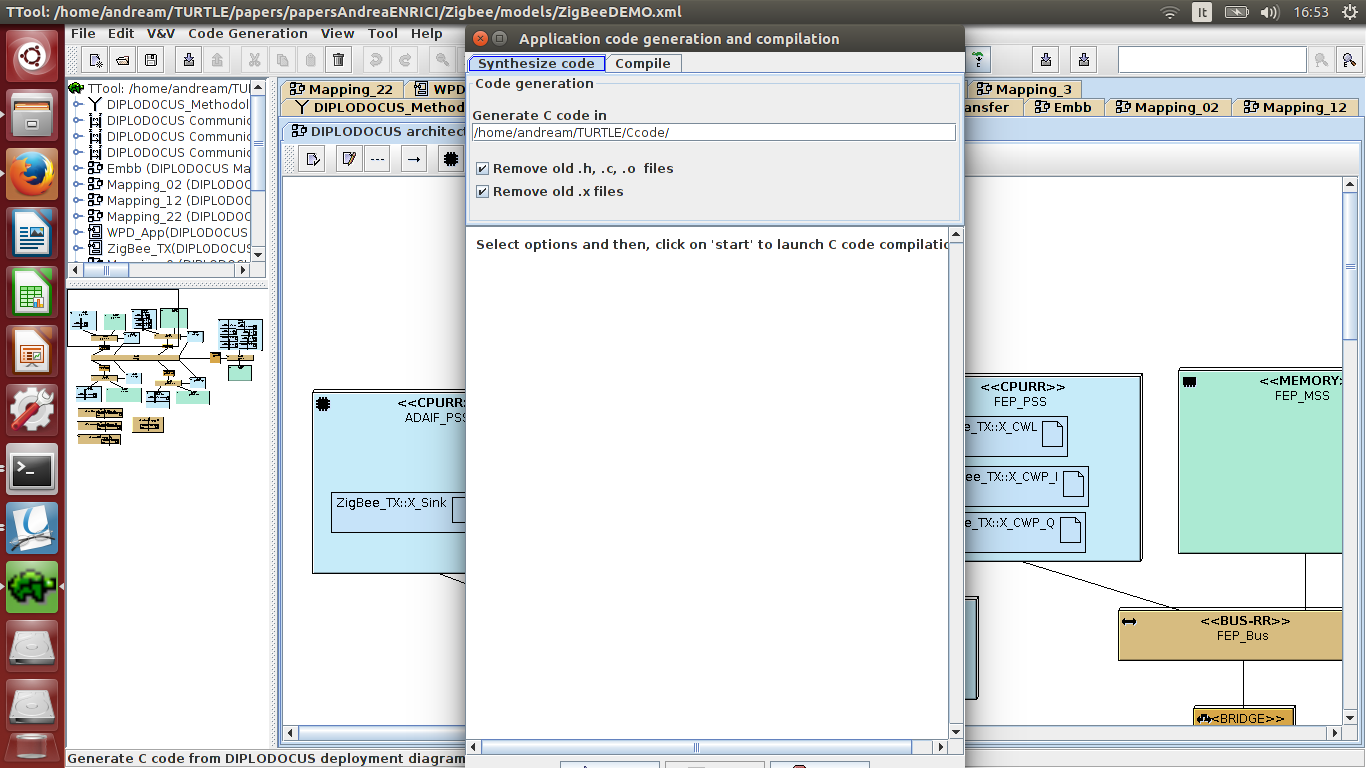 TTool: /home/andream/TURTLE/papers/papersAndreaENRICI/Zigbee/models/ZigBeeDEMO.xml
It
16:53
File Edit V&V Code Generation View Tool Help
Application code generation and compilation
Synthesize code
Compile
Code generation
Generate C code in
/home/andream/TURTLE/Ccode/
Remove old .h, .c, .o files
Remove old .x files
Select options and then, click on 'start' to launch C code compilatio
TTool: /home/andream/TU
DIPLODOCUS_Methodol
DIPLODOCUS Communic
DIPLODOCUS Communic
DIPLODOCUS Communic
Embb (DIPLODOCUS Ma
Mapping_02 (DIPLODOC
Mapping_12 (DIPLODOC
Mapping_22 (DIPLODOC
WPD_App(DIPLODOCUS
ZigBee_TX(DIPLODOCUS
Mapping_22
WPD
Mapping_3
DIPLODOCUS_Method
ansfer
Embb
Mapping_02
Mapping_12
DIPLODOCUS architec
<<CPURR
ADAIF_PSS
ZigBee_TX::X_Sink
<<CPURR>>
FEP_PSS
e_TX::X_CWL
ee_TX::X_CWP_I
e_TX::X_CWP_Q
<<MEMORY
FEP_MSS
<<BUS-RR>>
FEP_Bus
<BRIDGE>>
Generate C code from DIPLODOCUS deployment diagram